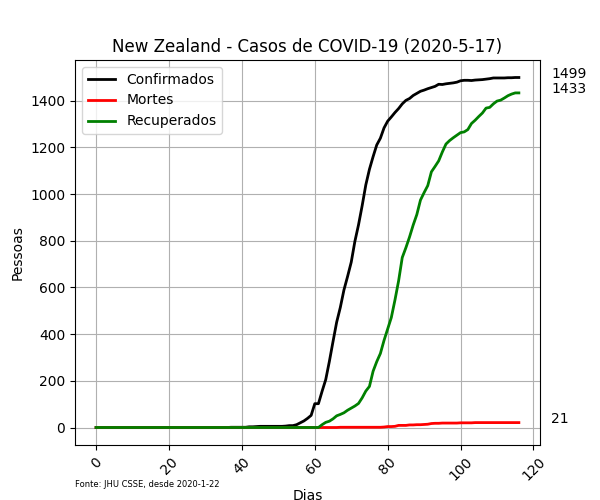 New Zealand - Casos de COVID-19 (2020-5-17)
Confirmados
Mortes
Recuperados
1499
1433
21
Pessoas
1400
1200
1000
800
600
400
200
0
0
20
40
60
80
100
120
Fonte: JHU CSSE, desde 2020-1-22
Dias